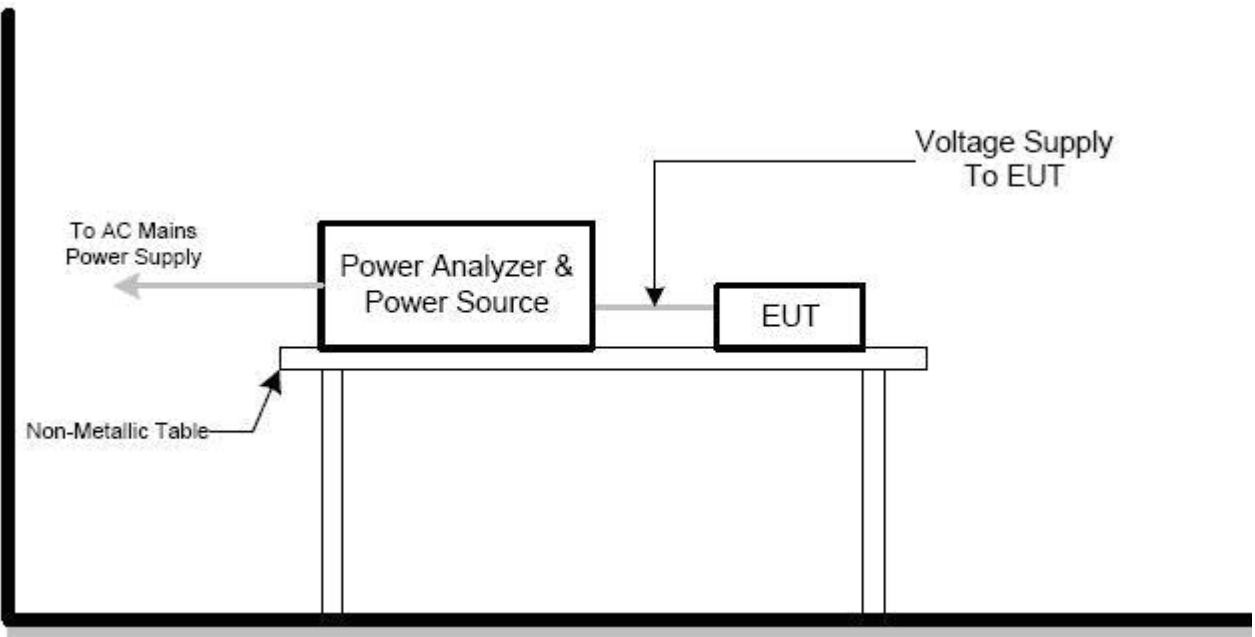 Voltage Supply
To EUT
To AC Mains
Power Supply
Power Analyzer &
Power Source
EUT
Non-Metallic Table